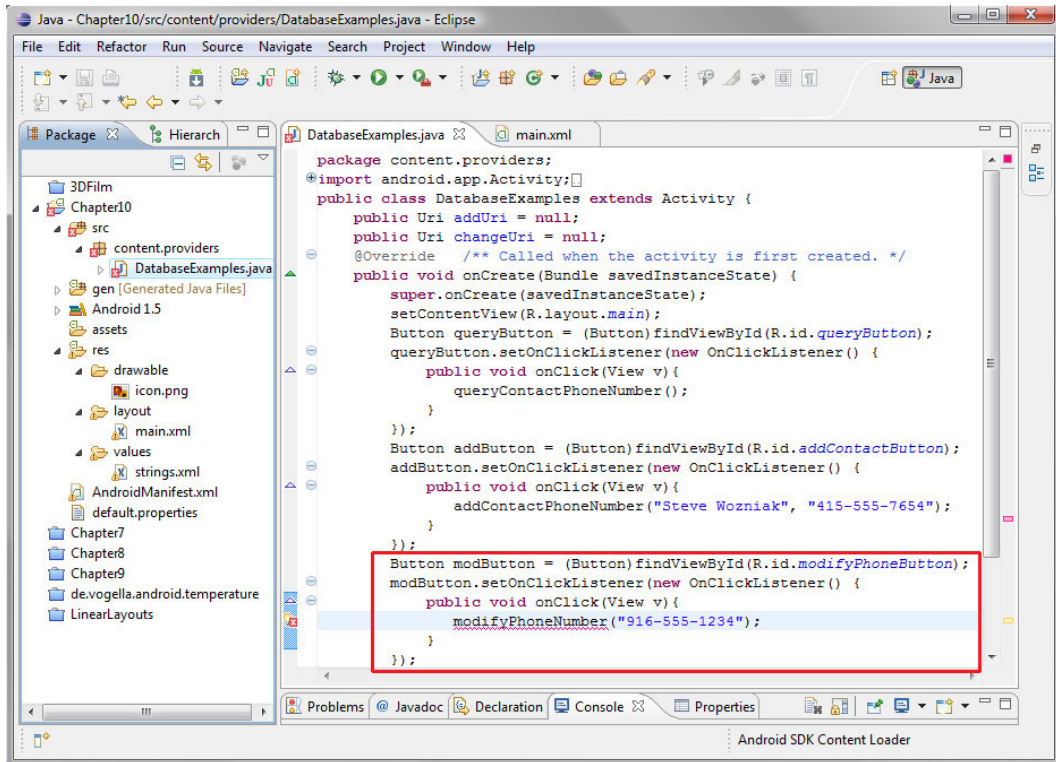 Java - Chapter10/src/content/providers/DatabaseExamples.java - Eclipse
File Edit Refactor Run Source Navigate Search Project Window Help
Java
Package Hierarch
DatabaseExamples.java main.xml
3DFilm
Chapter10
src
content.providers
DatabaseExamples.java
gen [Generated Java Files]
Android 1.5
assets
res
drawable
icon.png
layout
main.xml
values
strings.xml
AndroidManifest.xml
default.properties
Chapter7
Chapter8
Chapter9
de.vogella.android.temperature
LinearLayouts
package content.providers;
import android.app.Activity;
public class DatabaseExamples extends Activity {
public Uri addUri = null;
public Uri changeUri = null;
@Override /** Called when the activity is first created. */
public void onCreate(Bundle savedInstanceState) {
super.onCreate(savedInstanceState);
setContentView(R.layout.main);
Button queryButton = (Button)findViewById(R.id.queryButton);
queryButton.setOnClickListener(new OnClickListener() {
public void onClick(View v){
queryContactPhoneNumber();
}
});
Button addButton = (Button)findViewById(R.id.addContactButton);
addButton.setOnClickListener(new OnClickListener() {
public void onClick(View v){
addContactPhoneNumber("Steve Wozniak", "415-555-7654");
}
});
Button modButton = (Button)findViewById(R.id.modifyPhoneButton);
modButton.setOnClickListener(new OnClickListener() {
public void onClick(View v){
modifyPhoneNumber("916-555-1234");
}
});
Problems @ Javadoc Declaration Console Properties
Android SDK Content Loader